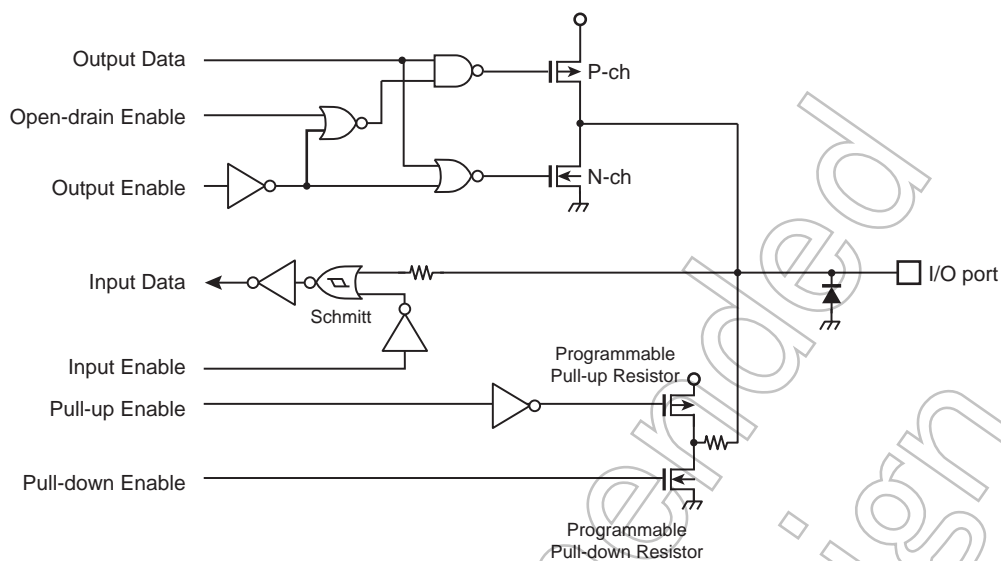 Output Data
P-ch
Open-drain Enable
Output Enable
N-ch
Input Data
Schmitt
I/O port
Input Enable
Programmable
Pull-up Resistor
Pull-up Enable
Pull-down Enable
Programmable
Pull-down Resistor